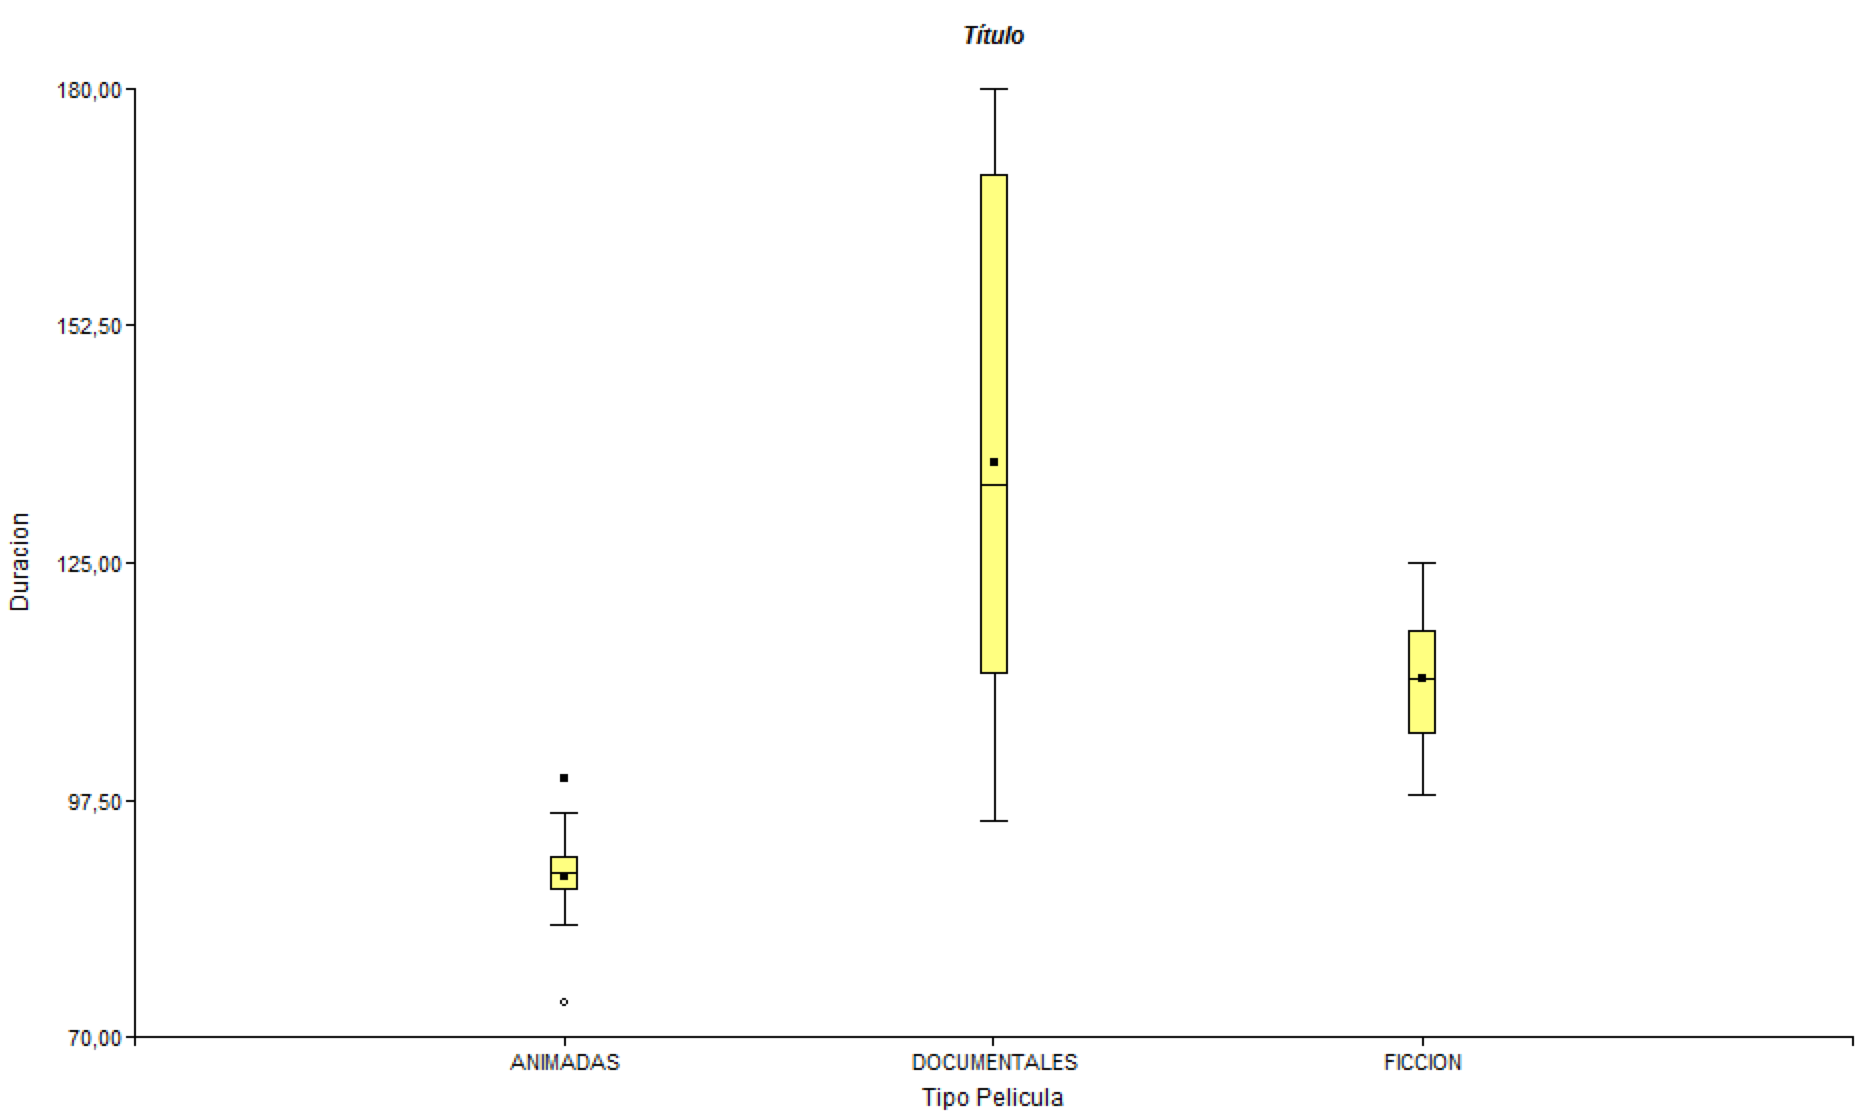 Título
180,00
152,50
125,00
97,50
70,00
Duracion
ANIMADAS
DOCUMENTALES
FICCION
Tipo Pelicula